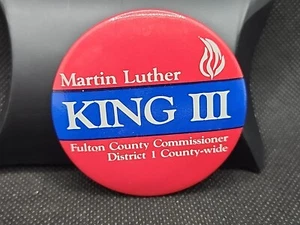 Martin Luther
KING III
Fulton County Commissioner
District 1 County-wide